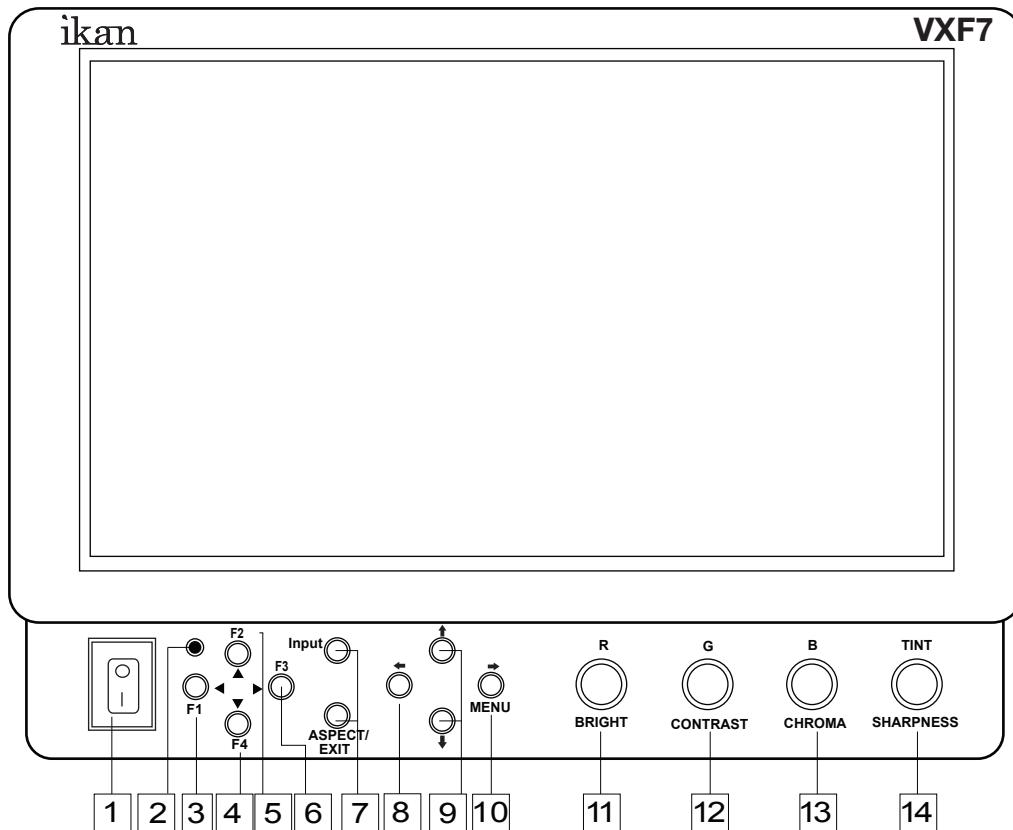 ikan
VXF7
F2
Input
F3
F1
F4
ASPECT/
EXIT
MENU
R
G
B
TINT
BRIGHT
CONTRAST
CHROMA
SHARPNESS
1 2 3 4 5 6 7 8 9 10 11 12 13 14